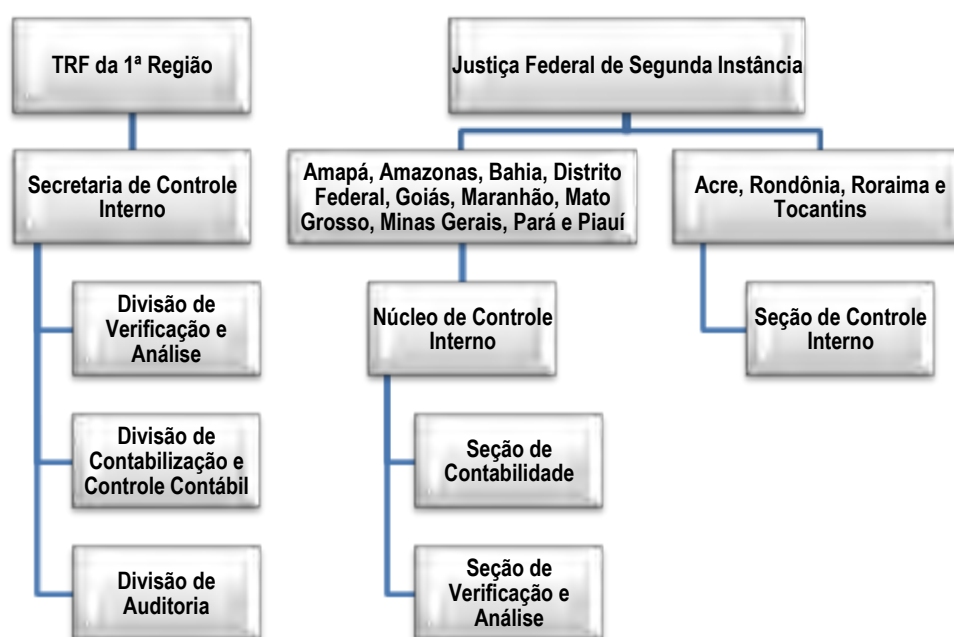 TRF da 1ª Região
Secretaria de Controle
Interno
Divisão de
Verificação e
Análise
Divisão de
Contabilização e
Controle Contábil
Divisão de
Auditoria
Justiça Federal de Segunda Instância
Amapá, Amazonas, Bahia, Distrito
Federal, Goiás, Maranhão, Mato
Grosso, Minas Gerais, Pará e Piauí
Núcleo de Controle
Interno
Seção de
Contabilidade
Seção de
Verificação e
Análise
Acre, Rondônia, Roraima e
Tocantins
Seção de Controle
Interno